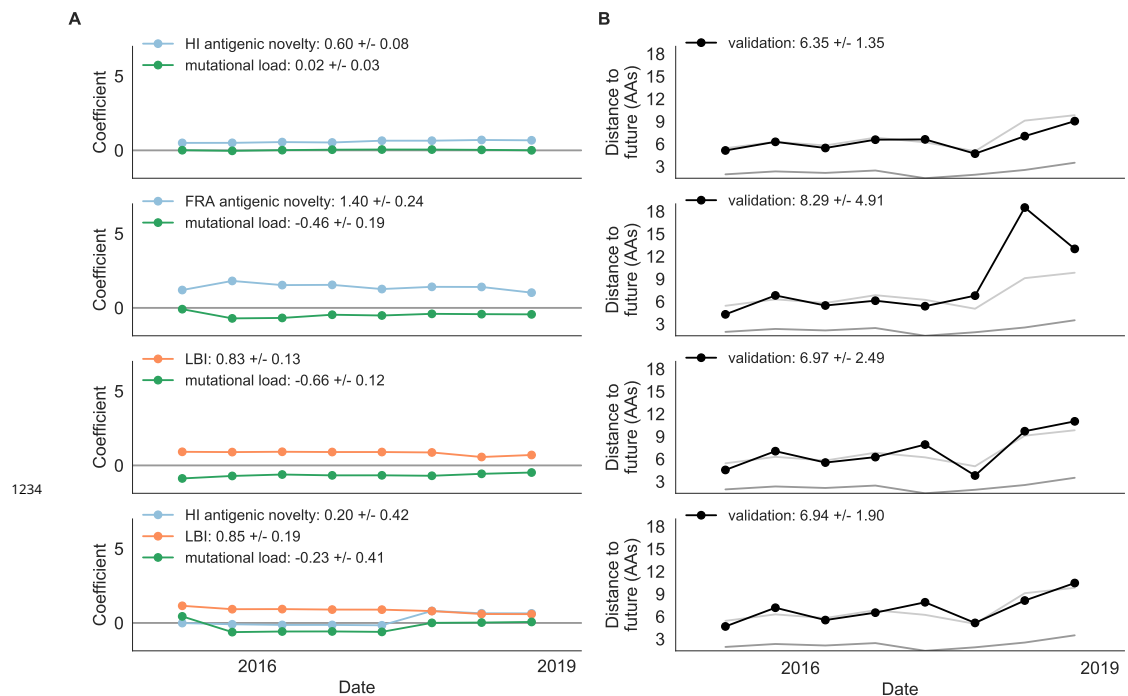 A
HI antigenic novelty: 0.60 +/- 0.08
mutational load: 0.02 +/- 0.03
Coefficient
5
0
FRA antigenic novelty: 1.40 +/- 0.24
mutational load: -0.46 +/- 0.19
Coefficient
5
0
LBI: 0.83 +/- 0.13
mutational load: -0.66 +/- 0.12
Coefficient
5
0
1234
HI antigenic novelty: 0.20 +/- 0.42
LBI: 0.85 +/- 0.19
mutational load: -0.23 +/- 0.41
Coefficient
5
0
2016
2019
Date
B
validation: 6.35 +/- 1.35
Distance to
future (AAs)
18
15
12
9
6
3
validation: 8.29 +/- 4.91
Distance to
future (AAs)
18
15
12
9
6
3
validation: 6.97 +/- 2.49
Distance to
future (AAs)
18
15
12
9
6
3
validation: 6.94 +/- 1.90
Distance to
future (AAs)
18
15
12
9
6
3
2016
2019
Date